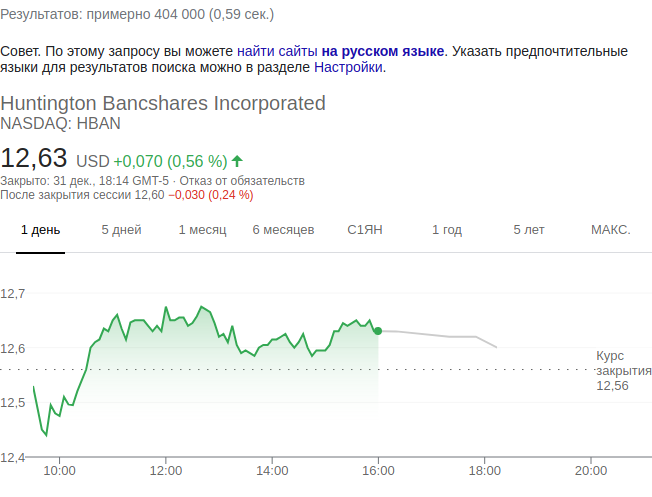 Результатов: примерно 404 000 (0,59 сек.)
Совет. По этому запросу вы можете найти сайты на русском языке. Указать предпочтительные
языки для результатов поиска можно в разделе Настройки.
Huntington Bancshares Incorporated
NASDAQ: HBAN
12,63 USD +0,070 (0,56 %)
Закрыто: 31 дек., 18:14 GMT-5 · Отказ от обязательств
После закрытия сессии 12,60 −0,030 (0,24 %)
1 день 5 дней 1 месяц 6 месяцев С1ЯН 1 год 5 лет МАКС.
12,7
12,6
Курс
закрытия
12,56
12,5
12,4
10:00 12:00 14:00 16:00 18:00 20:00